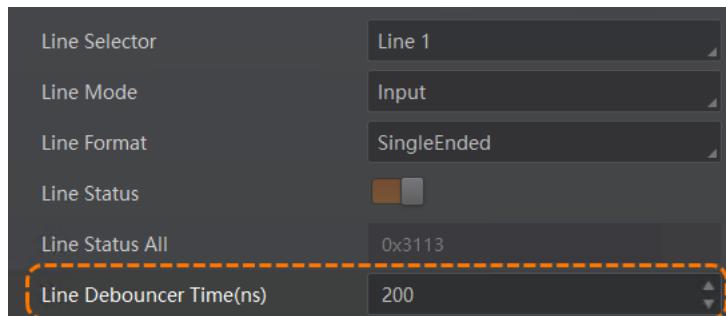 Line Selector Line 1
Line Mode Input
Line Format SingleEnded
Line Status
Line Status All 0x3113
Line Debouncer Time(ns) 200